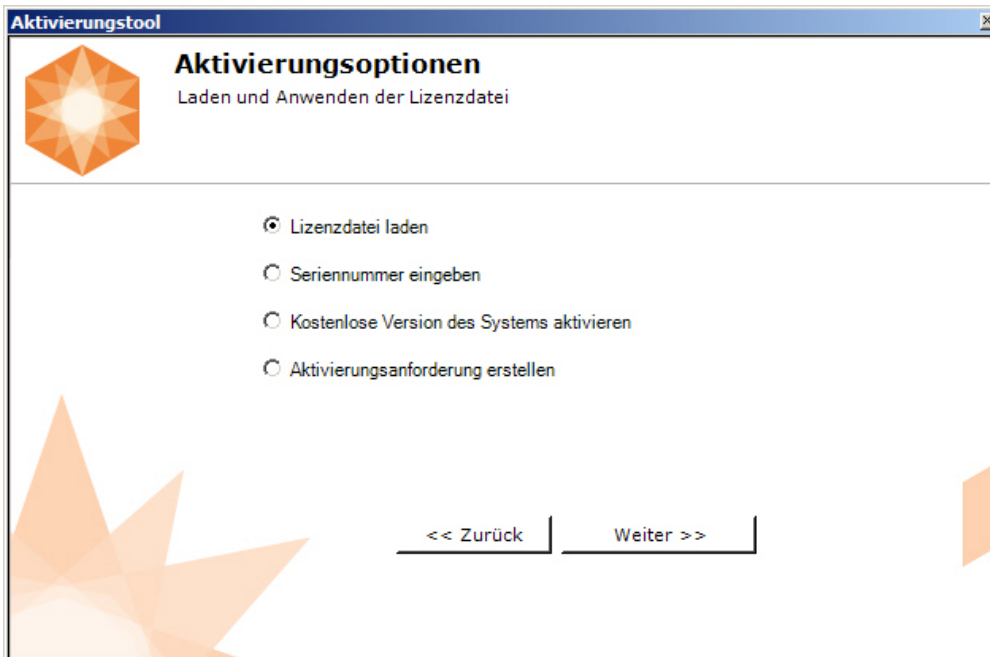 Aktivierungstool
Aktivierungsoptionen
Laden und Anwenden der Lizenzdatei
Lizenzdatei laden
Seriennummer eingeben
Kostenlose Version des Systems aktivieren
Aktivierungsanforderung erstellen
<< Zurück
Weiter >>